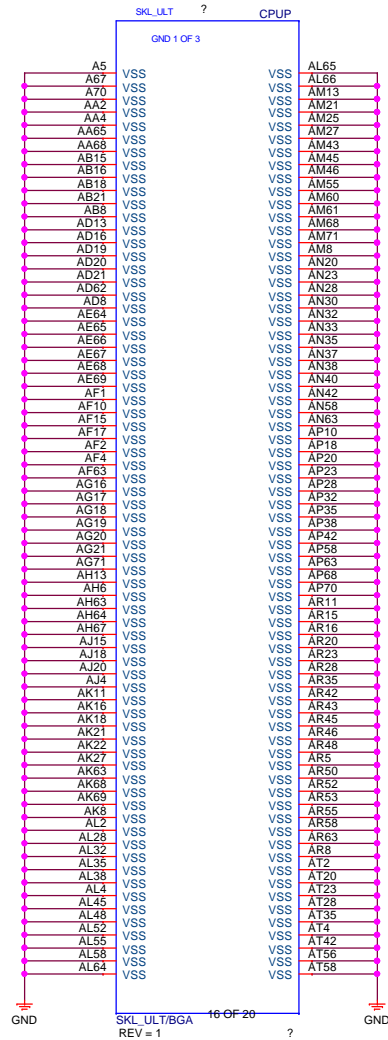 SKL_ULT ? CPUP
GND 1 OF 3
A5 VSS VSS AL65
A67 VSS VSS AL66
A70 VSS VSS AM13
AA2 VSS VSS AM21
AA4 VSS VSS AM25
AA65 VSS VSS AM27
AA68 VSS VSS AM43
AB15 VSS VSS AM45
AB16 VSS VSS AM46
AB18 VSS VSS AM55
AB21 VSS VSS AM60
AB8 VSS VSS AM61
AD13 VSS VSS AM68
AD16 VSS VSS AM71
AD19 VSS VSS AM8
AD20 VSS VSS AN20
AD21 VSS VSS AN23
AD62 VSS VSS AN28
AD8 VSS VSS AN30
AE64 VSS VSS AN32
AE65 VSS VSS AN33
AE66 VSS VSS AN35
AE67 VSS VSS AN37
AE68 VSS VSS AN38
AE69 VSS VSS AN40
AF1 VSS VSS AN42
AF10 VSS VSS AN58
AF15 VSS VSS AN63
AF17 VSS VSS AP10
AF2 VSS VSS AP18
AF4 VSS VSS AP20
AF63 VSS VSS AP23
AG16 VSS VSS AP28
AG17 VSS VSS AP32
AG18 VSS VSS AP35
AG19 VSS VSS AP38
AG20 VSS VSS AP42
AG21 VSS VSS AP58
AG71 VSS VSS AP63
AH13 VSS VSS AP68
AH6 VSS VSS AP70
AH63 VSS VSS AR11
AH64 VSS VSS AR15
AH67 VSS VSS AR16
AJ15 VSS VSS AR20
AJ18 VSS VSS AR23
AJ20 VSS VSS AR28
AJ4 VSS VSS AR35
AK11 VSS VSS AR42
AK16 VSS VSS AR43
AK18 VSS VSS AR45
AK21 VSS VSS AR46
AK22 VSS VSS AR48
AK27 VSS VSS AR5
AK63 VSS VSS AR50
AK68 VSS VSS AR52
AK69 VSS VSS AR53
AK8 VSS VSS AR55
AL2 VSS VSS AR58
AL28 VSS VSS AR63
AL32 VSS VSS AR8
AL35 VSS VSS AT2
AL38 VSS VSS AT20
AL4 VSS VSS AT23
AL45 VSS VSS AT28
AL48 VSS VSS AT35
AL52 VSS VSS AT4
AL55 VSS VSS AT42
AL58 VSS VSS AT56
AL64 VSS VSS AT58
GND SKL_ULT/BGA 16 OF 20 GND
REV = 1 ?